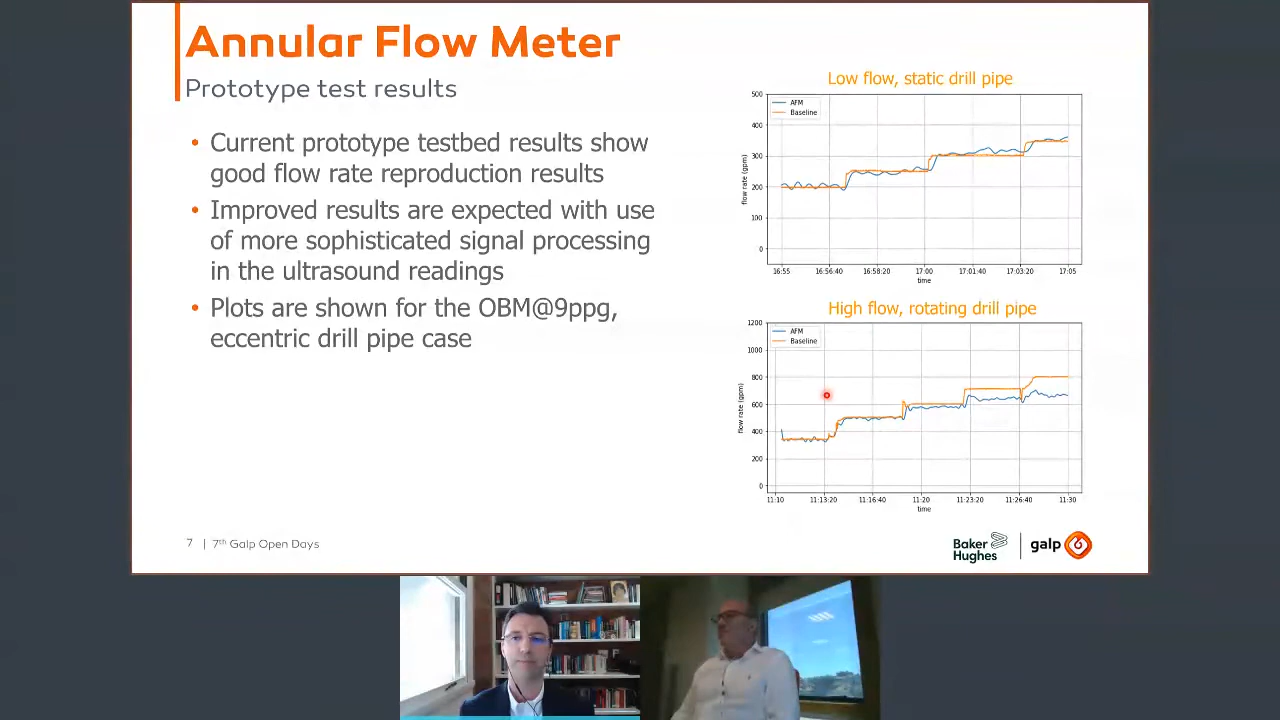 Annular Flow Meter
Prototype test results
• Current prototype testbed results show
good flow rate reproduction results
• Improved results are expected with use
of more sophisticated signal processing
in the ultrasound readings
• Plots are shown for the OBM@9ppg,
eccentric drill pipe case
Low flow, static drill pipe
AFM
Baseline
500
400
300
200
100
0
flow rate (gpm)
16:55 16:56:40 16:58:20 17:00 17:01:40 17:03:20 17:05
time
High flow, rotating drill pipe
AFM
Baseline
1200
1000
800
600
400
200
0
flow rate (gpm)
11:10 11:13:20 11:16:40 11:20 11:23:20 11:26:40 11:30
time
7 | 7th Galp Open Days
Baker
Hughes
galp